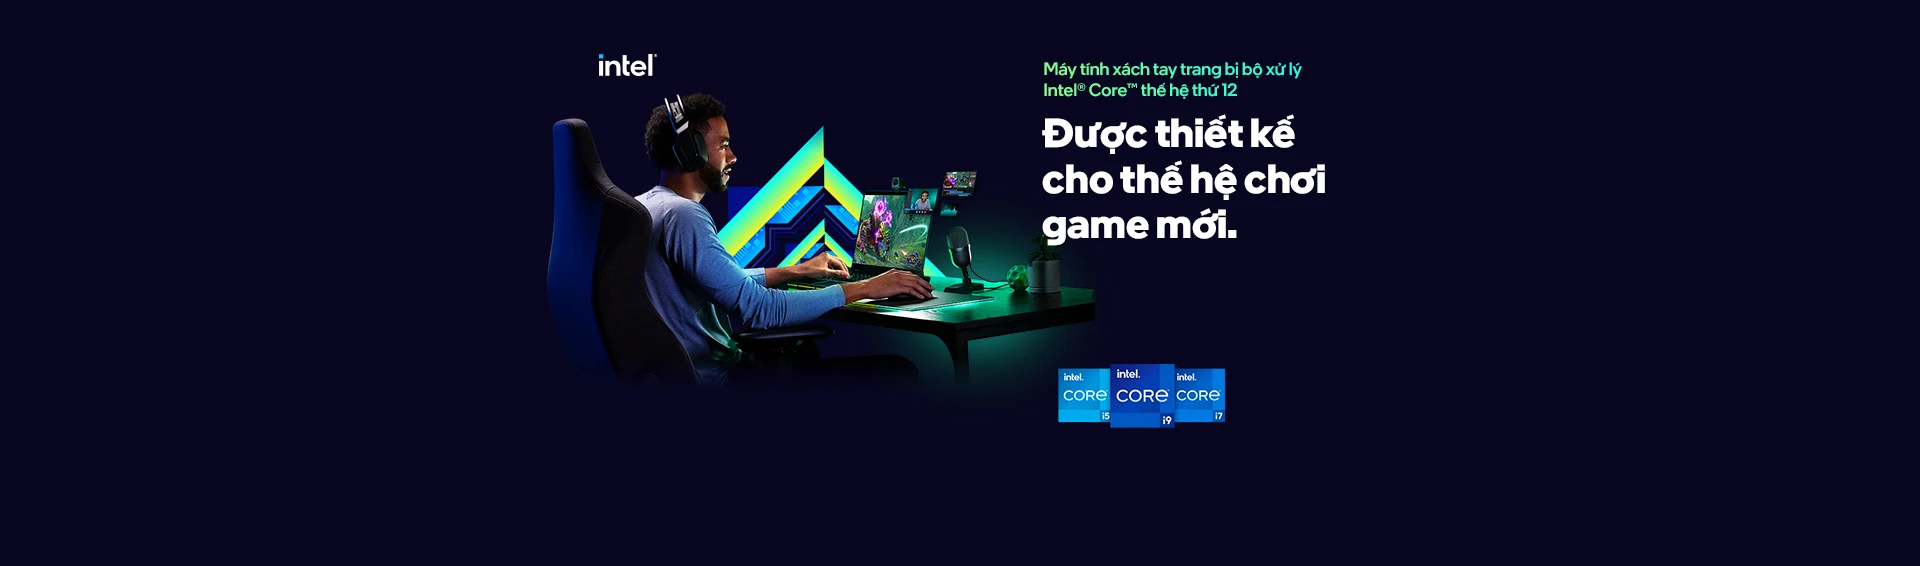 intel
Máy tính xách tay trang bị bộ xử lý
Intel® Core™ thế hệ thứ 12
Được thiết kế
cho thế hệ chơi
game mới.
intel.
CORE
i5
intel.
CORE
i9
intel.
CORE
i7